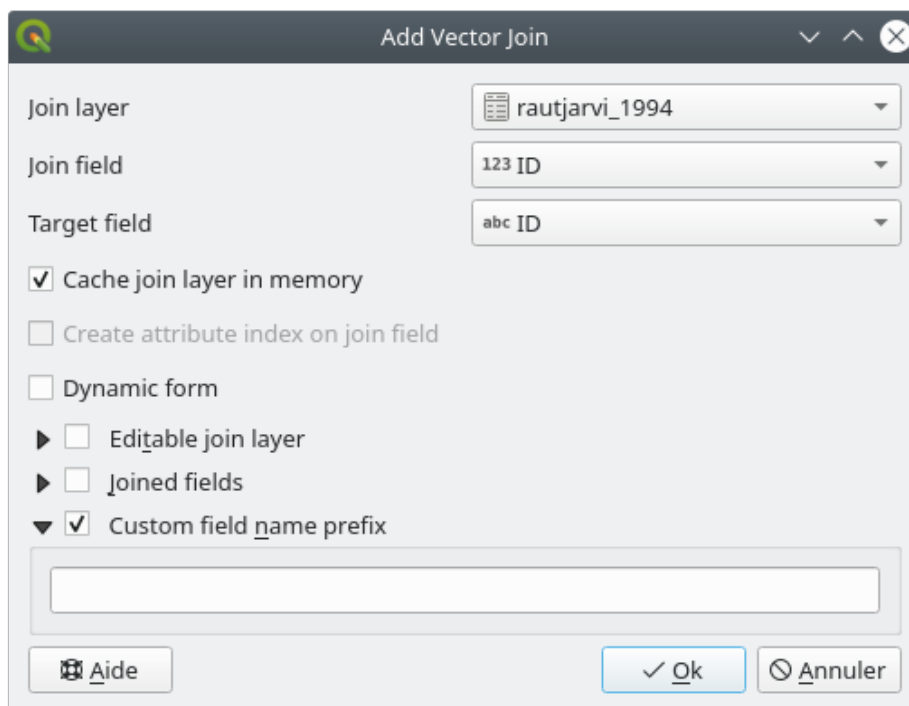 Add Vector Join
Join layer rautjarvi_1994
Join field 123 ID
Target field abc ID
Cache join layer in memory
Create attribute index on join field
Dynamic form
Editable join layer
Joined fields
Custom field name prefix
Aide Ok Annuler